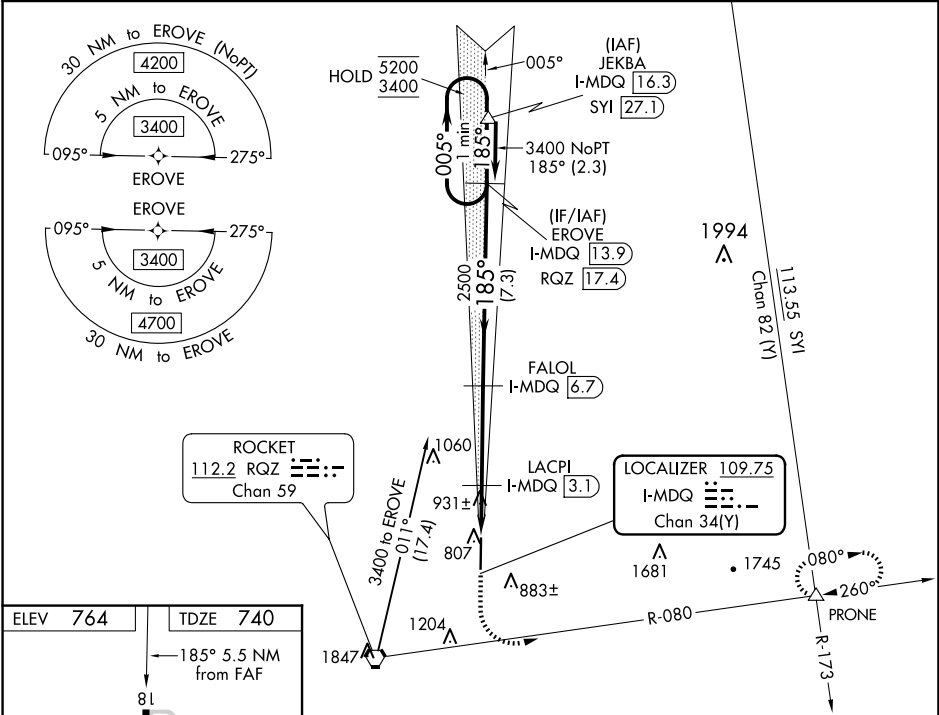 30 NM to EROVE (NoPT)
4200
5 NM to EROVE
3400
095°
275°
EROVE
EROVE
095°
275°
3400
5 NM to EROVE
4700
30 NM to EROVE
HOLD 5200
3400
005°
(IAF)
JEKBA
I-MDQ 16.3
SYI 27.1
005°
1 min
185°
3400 NoPT
185° (2.3)
(IF/IAF)
EROVE
I-MDQ 13.9
RQZ 17.4
2500
185°
(7.3)
1994
113.55 SYI
Chan 82 (Y)
FALOL
I-MDQ 6.7
ROCKET
112.2 RQZ
Chan 59
1060
LACPI
I-MDQ 3.1
931±
LOCALIZER 109.75
I-MDQ
Chan 34(Y)
3400 to EROVE
011°
(17.4)
807
883±
1681
1745
080°
260°
PRONE
R-080
R-173
1204
1847
ELEV 764
TDZE 740
185° 5.5 NM
from FAF
18